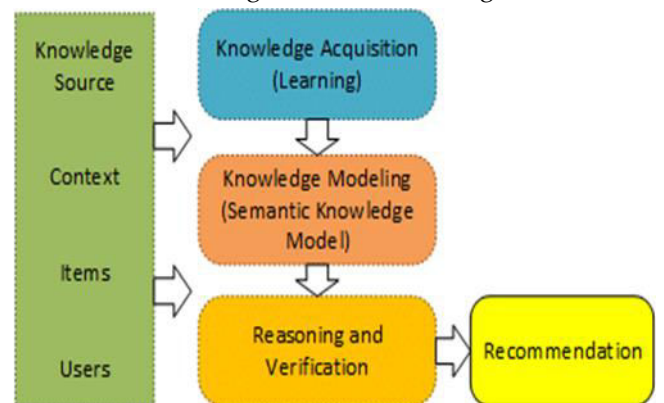 Knowledge
Source
Context
Items
Users
Knowledge Acquisition
(Learning)
Knowledge Modeling
(Semantic Knowledge
Model)
Reasoning and
Verification
Recommendation